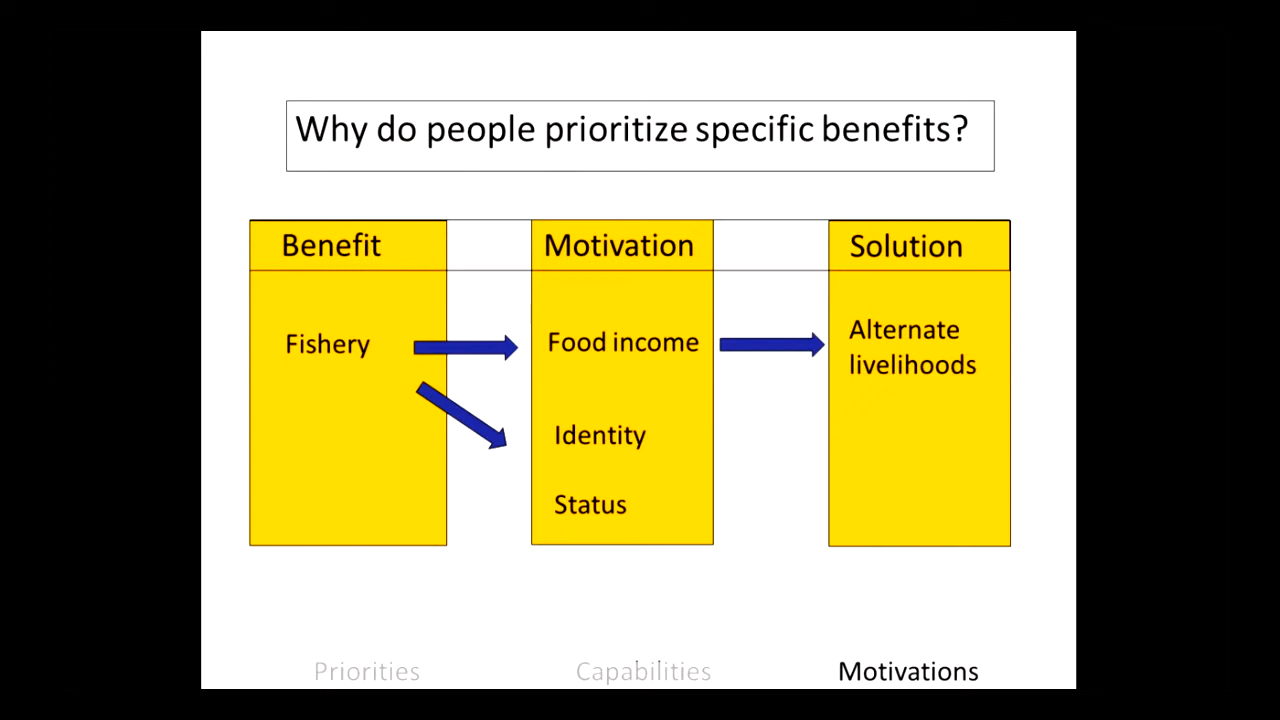 Why do people prioritize specific benefits?
Benefit
Motivation
Solution
Fishery
Food income
Alternate
livelihoods
Identity
Status
Priorities
Capabilities
Motivations